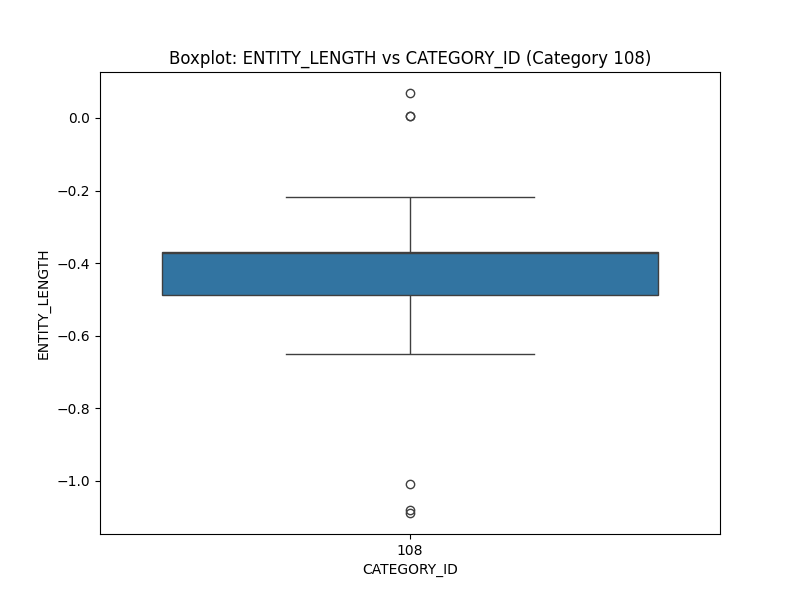 Boxplot: ENTITY_LENGTH vs CATEGORY_ID (Category 108)
0.0
−0.2
−0.4
−0.6
−0.8
−1.0
ENTITY_LENGTH
108
CATEGORY_ID